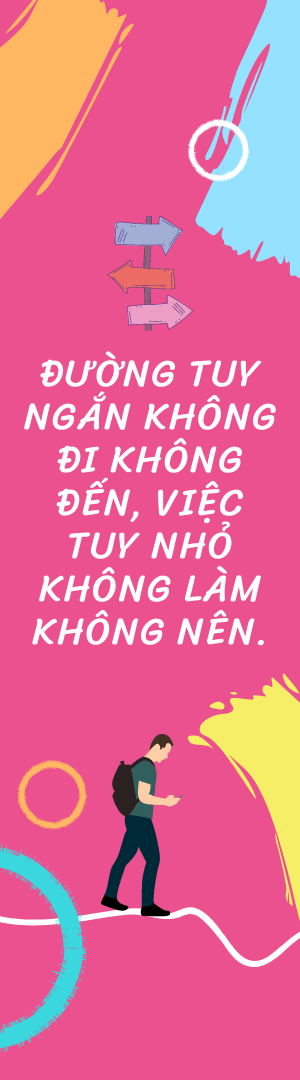 ĐƯỜNG TUY
NGẮN KHÔNG
ĐI KHÔNG
ĐẾN, VIỆC
TUY NHỎ
KHÔNG LÀM
KHÔNG NÊN.